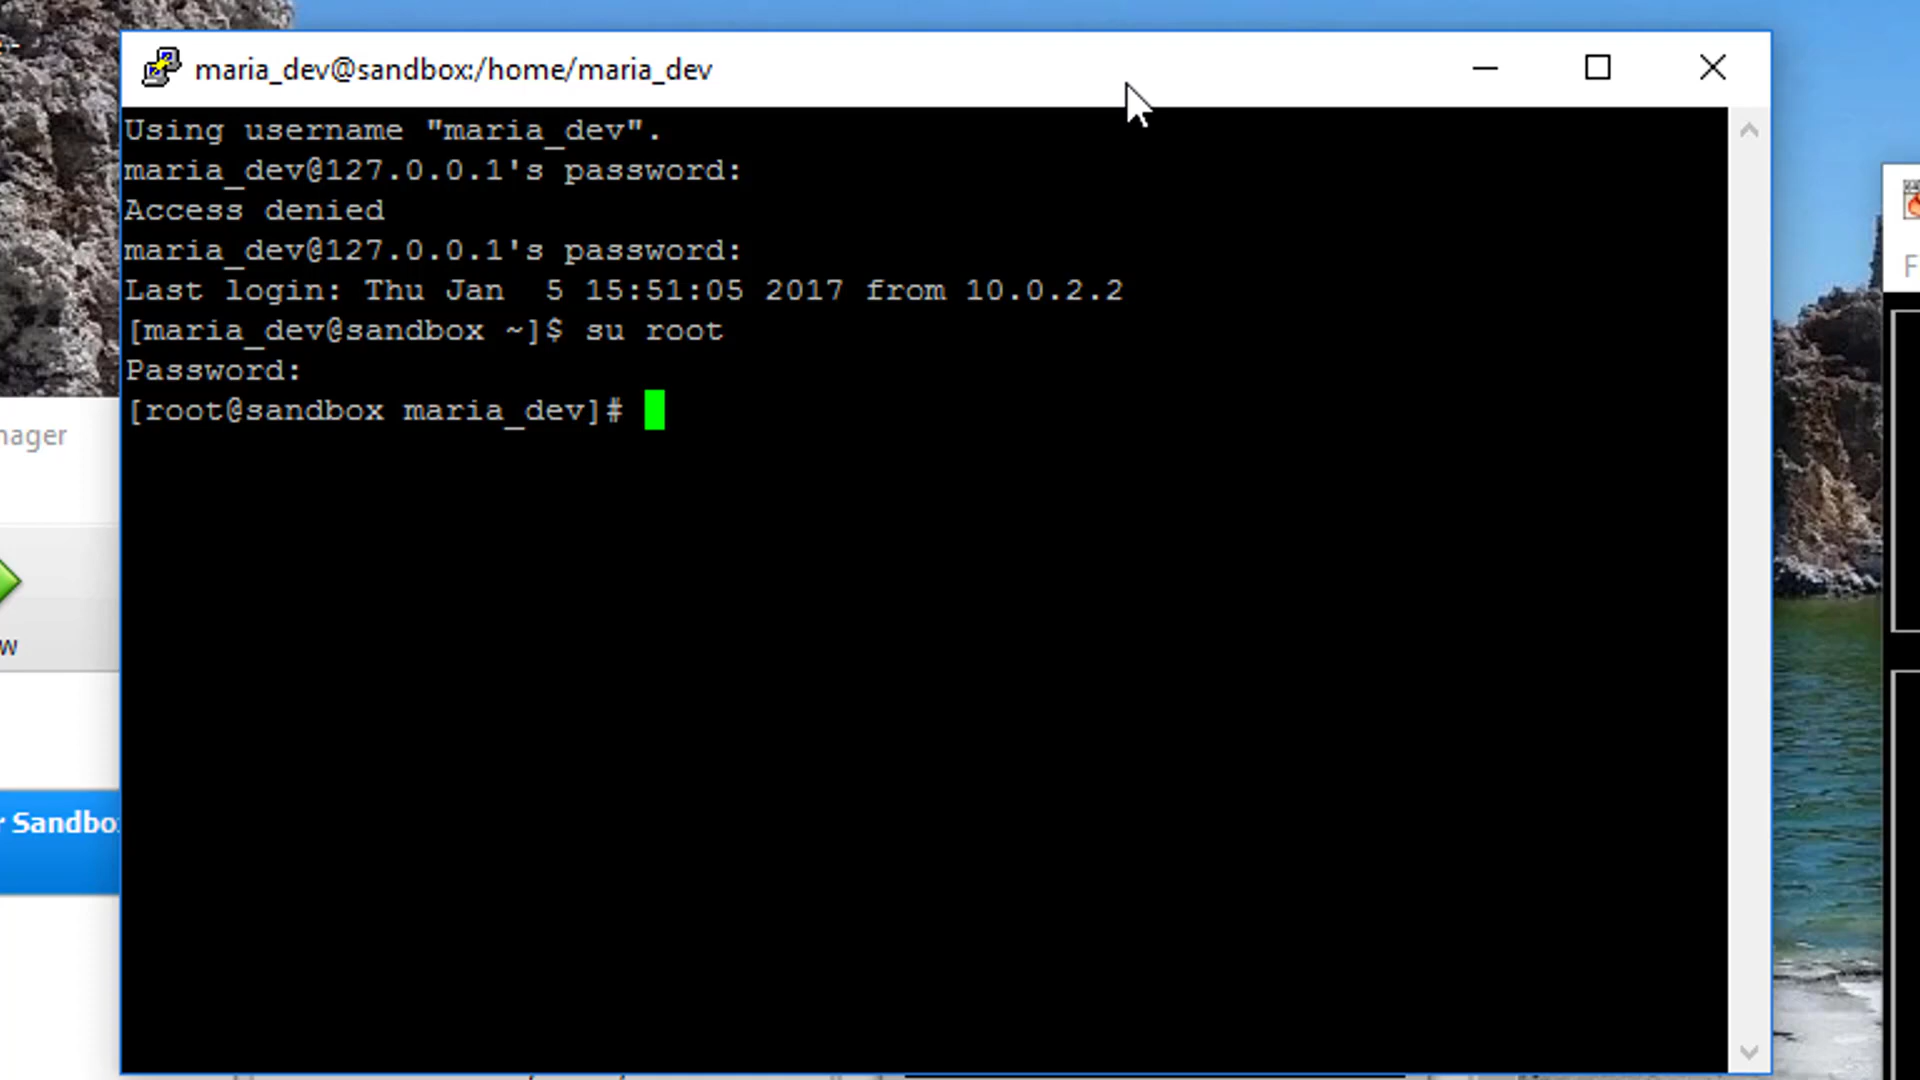 maria_dev@sandbox:/home/maria_dev
Using username "maria_dev".
maria_dev@127.0.0.1's password:
Access denied
maria_dev@127.0.0.1's password:
Last login: Thu Jan  5 15:51:05 2017 from 10.0.2.2
[maria_dev@sandbox ~]$ su root
Password:
[root@sandbox maria_dev]#
nager
w
r Sandbo
F